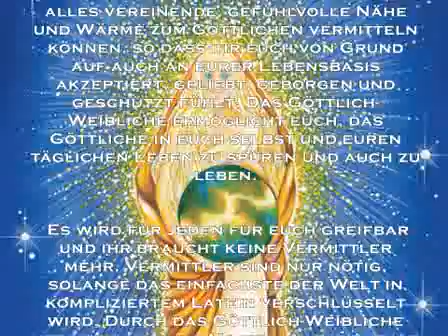 ALLES VEREINENDE, GEFÜHLVOLLE NÄHE
UND WÄRME ZUM GÖTTLICHEN VERMITTELN
KÖNNEN, SO DASS IHR EUCH VON GRUND
AUF AUCH AN EURER LEBENSBASIS
AKZEPTIERT, GELIEBT, GEBORGEN UND
GESCHÜTZT FÜHLT. DAS GÖTTLICH-
WEIBLICHE ERMÖGLICHT EUCH, DAS
GÖTTLICHE IN EUCH SELBST UND EUREN
TÄGLICHEN LEBEN ZU SPÜREN UND AUCH ZU
LEBEN.
ES WIRD FÜR JEDEN FÜR EUCH GREIFBAR
UND IHR BRAUCHT KEINE VERMITTLER
MEHR. VERMITTLER SIND NUR NÖTIG,
SOLANGE DAS EINFACHSTE DER WELT IN
KOMPLIZIERTEM LATEIN VERSCHLÜSSELT
WIRD. DURCH DAS GÖTTLICH-WEIBLICHE